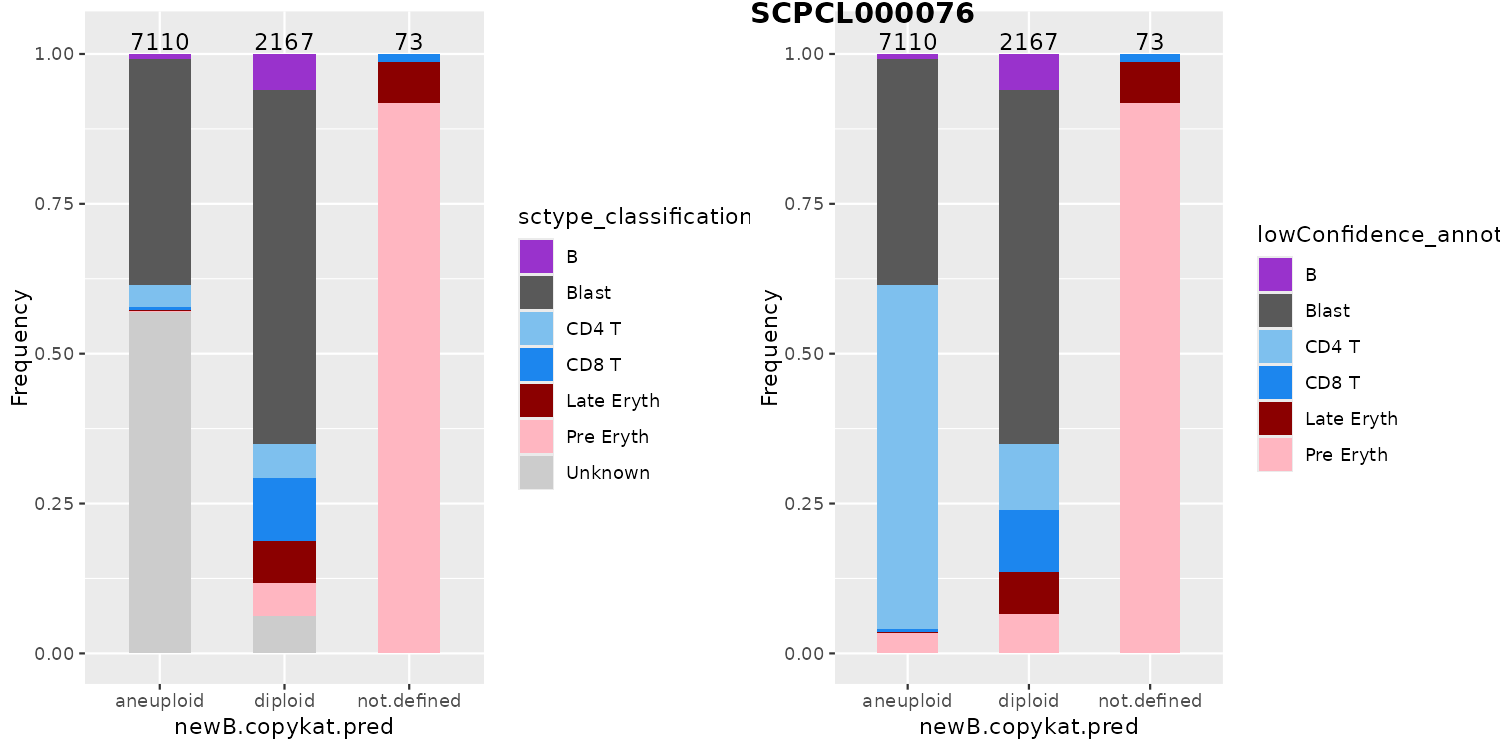 SCPCL000076
7110 2167 73
1.00
0.75
0.50
0.25
0.00
Frequency
aneuploid diploid not.defined
newB.copykat.pred
sctype_classification
B
Blast
CD4 T
CD8 T
Late Eryth
Pre Eryth
Unknown
7110 2167 73
1.00
0.75
0.50
0.25
0.00
Frequency
aneuploid diploid not.defined
newB.copykat.pred
lowConfidence_annot
B
Blast
CD4 T
CD8 T
Late Eryth
Pre Eryth